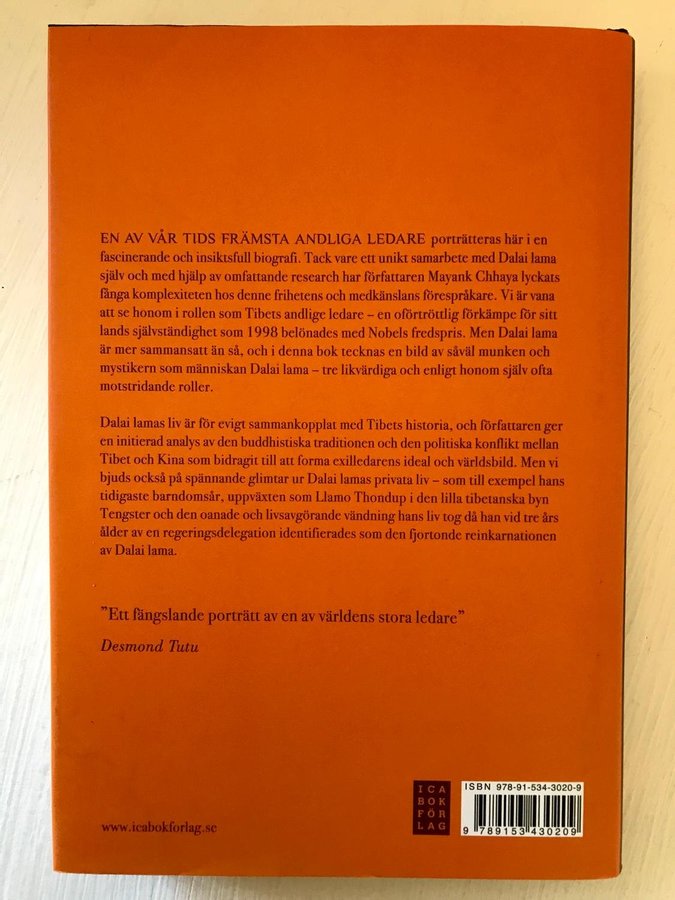 EN AV VÅR TIDS FRÄMSTA ANDLIGA LEDARE porträtteras här i en
fascinerande och insiktsfull biografi. Tack vare ett unikt samarbete med Dalai lama
själv och med hjälp av omfattande research har författaren Mayank Chhaya lyckats
fånga komplexiteten hos denne frihetens och medkänslans förespråkare. Vi är vana
att se honom i rollen som Tibets andlige ledare – en oförtröttlig förkämpe för sitt
lands självständighet som 1998 belönades med Nobels fredspris. Men Dalai lama
är mer sammansatt än så, och i denna bok tecknas en bild av såväl munken och
mystikern som människan Dalai lama – tre likvärdiga och enligt honom själv ofta
motstridande roller.
Dalai lamas liv är för evigt sammankopplat med Tibets historia, och författaren ger
en initierad analys av den buddhistiska traditionen och den politiska konflikt mellan
Tibet och Kina som bidragit till att forma exilledarens ideal och världsbild. Men vi
bjuds också på spännande glimtar ur Dalai lamas privata liv – som till exempel hans
tidigaste barndomsår, uppväxten som Llamo Thondup i den lilla tibetanska byn
Tengster och den oanade och livsavgörande vändning hans liv tog då han vid tre års
ålder av en regeringsdelegation identifierades som den fjortonde reinkarnationen
av Dalai lama.
”Ett fängslande porträtt av en av världens stora ledare”
Desmond Tutu
www.icabokforlag.se
ICA
BOK
FÖR
LAG
ISBN 978-91-534-3020-9
9 789153 430209